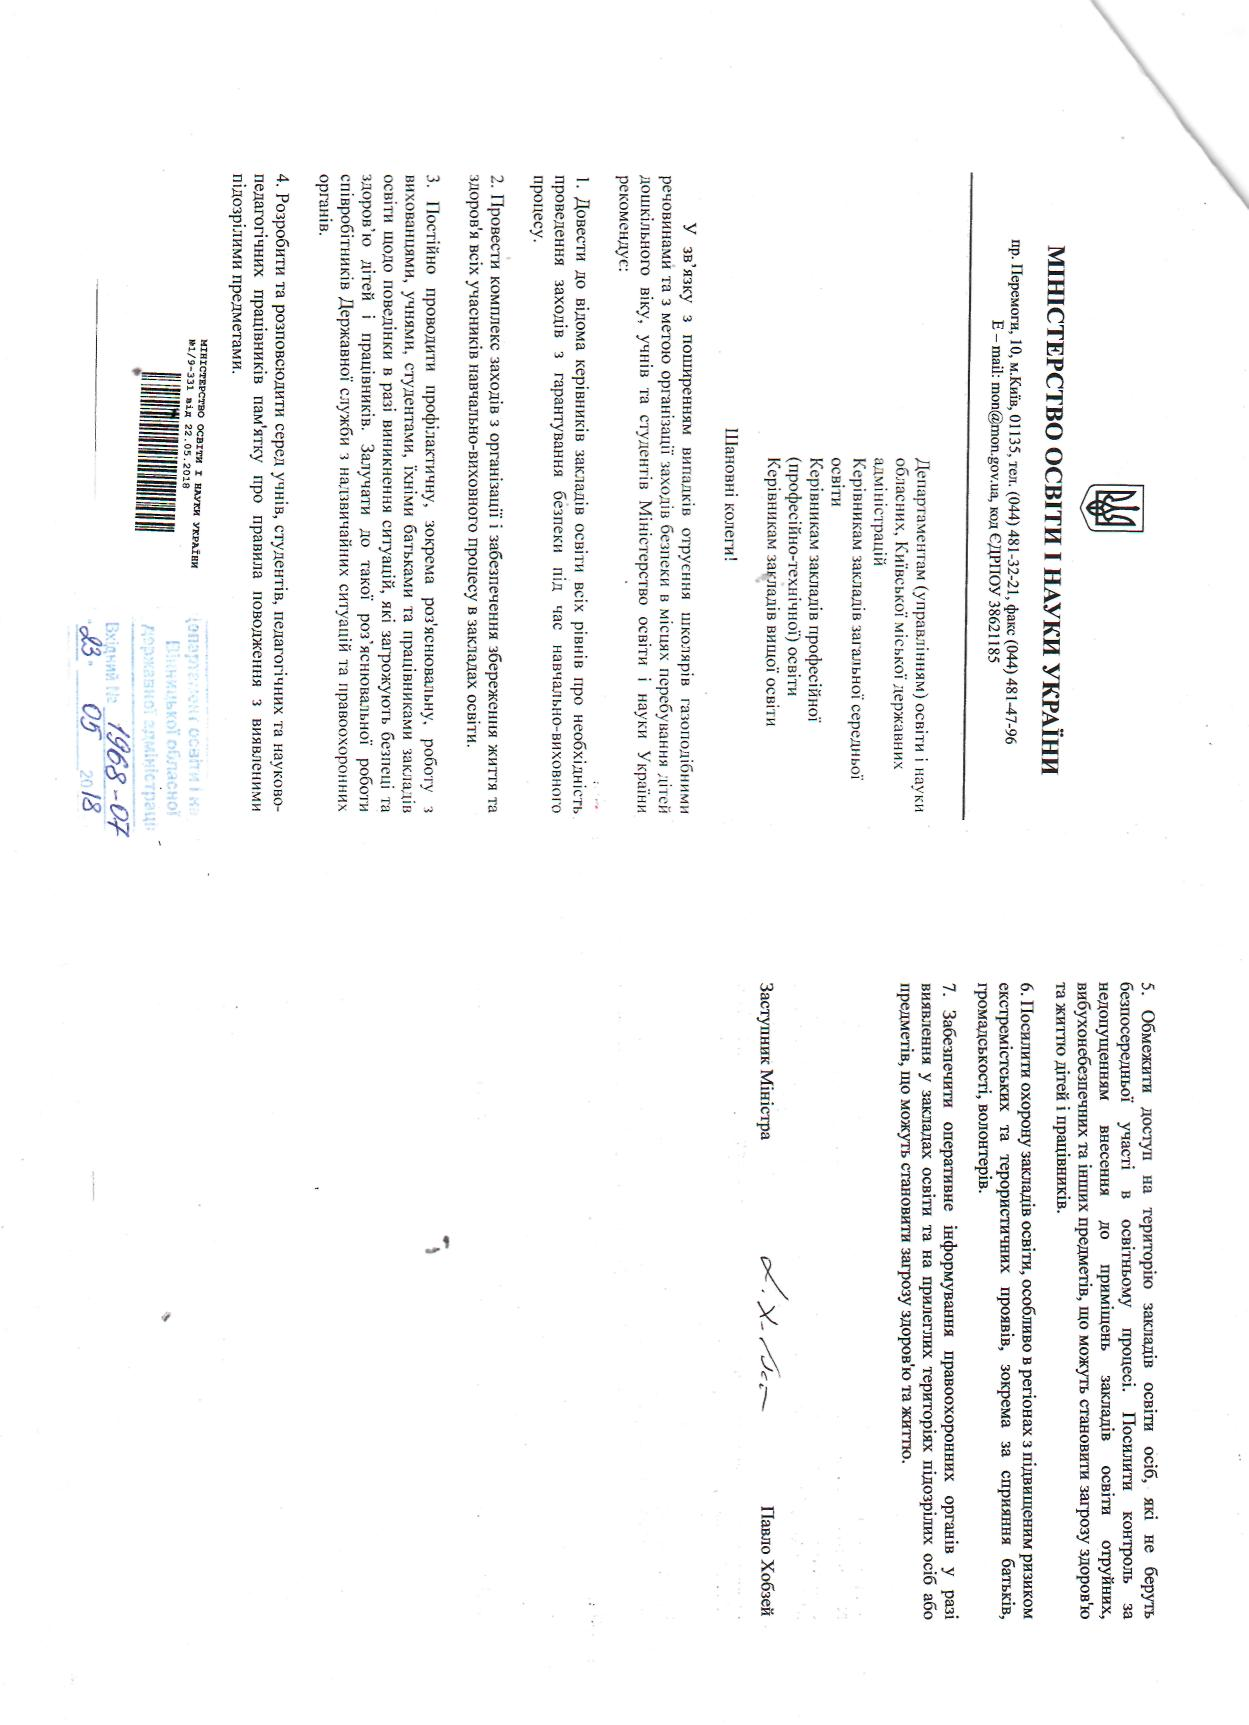 МІНІСТЕРСТВО ОСВІТИ І НАУКИ УКРАЇНИ
пр. Перемоги, 10, м.Київ, 01135, тел. (044) 481-32-21, факс (044) 481-47-96
E – mail: mon@mon.gov.ua, код ЄДРПОУ 38621185
Департаментам (управлінням) освіти і науки
обласних, Київської міської державних
адміністрацій
Керівникам закладів загальної середньої
освіти
Керівникам закладів професійної
(професійно-технічної) освіти
Керівникам закладів вищої освіти
Шановні колеги!
У зв'язку з поширенням випадків отруєння школярів газоподібними
речовинами та з метою організації заходів безпеки в місцях перебування дітей
дошкільного віку, учнів та студентів Міністерство освіти і науки України
рекомендує:
1. Довести до відома керівників закладів освіти всіх рівнів про необхідність
проведення заходів з гарантування безпеки під час навчально-виховного
процесу.
2. Провести комплекс заходів з організації і забезпечення збереження життя та
здоров'я всіх учасників навчально-виховного процесу в закладах освіти.
3. Постійно проводити профілактичну, зокрема роз'яснювальну, роботу з
вихованцями, учнями, студентами, їхніми батьками та працівниками закладів
освіти щодо поведінки в разі виникнення ситуацій, які загрожують безпеці та
здоров'ю дітей і працівників. Залучати до такої роз'яснювальної роботи
співробітників Державної служби з надзвичайних ситуацій та правоохоронних
органів.
4. Розробити та розповсюдити серед учнів, студентів, педагогічних та науково-
педагогічних працівників пам'ятку про правила поводження з виявленими
підозрілими предметами.
МІНІСТЕРСТВО ОСВІТИ І НАУКИ УКРАЇНИ
№1/9-331 від 22.05.2018
Вінницької обласної
державної адміністрації
Вхідний № 1968-07
"23" 05 2018
5. Обмежити доступ на територію закладів освіти осіб, які не беруть
безпосередньої участі в освітньому процесі. Посилити контроль за
недопущенням внесення до приміщень закладів освіти отруйних,
вибухонебезпечних та інших предметів, що можуть становити загрозу здоров'ю
та життю дітей і працівників.
6. Посилити охорону закладів освіти, особливо в регіонах з підвищеним ризиком
екстремістських та терористичних проявів, зокрема за сприяння батьків,
громадськості, волонтерів.
7. Забезпечити оперативне інформування правоохоронних органів у разі
виявлення у закладах освіти та на прилеглих територіях підозрілих осіб або
предметів, що можуть становити загрозу здоров'ю та життю.
Заступник Міністра Павло Хобзей